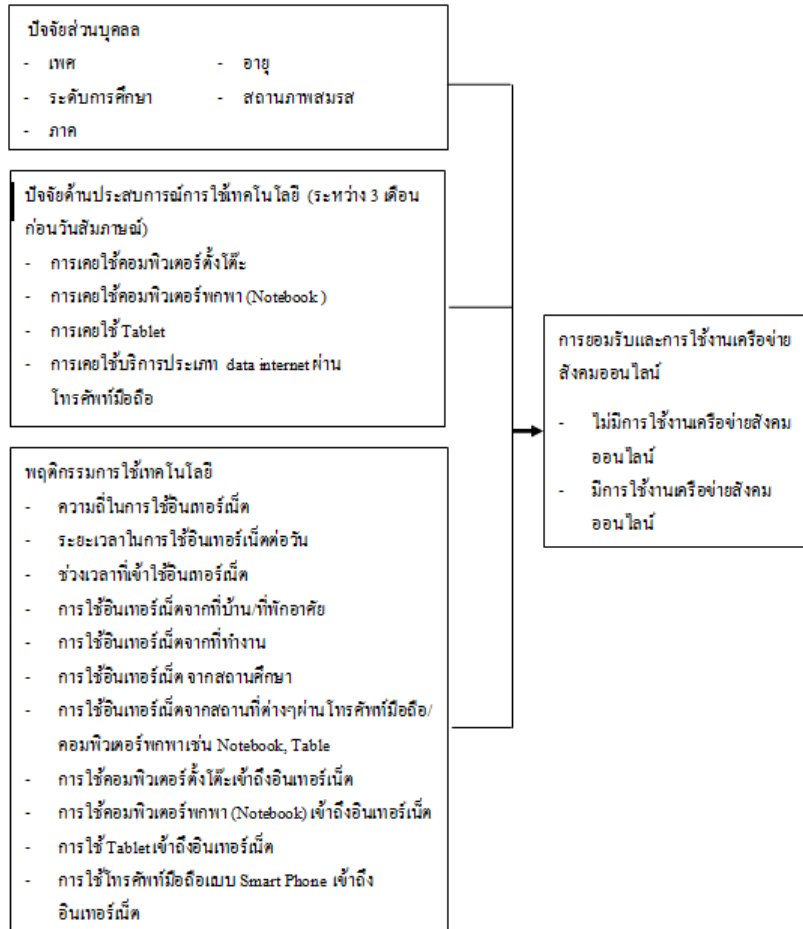 ปัจจัยส่วนบุคลล
- เพศ - อายุ
- ระดับการศึกษา - สถานภาพสมรส
- ภาค
ปัจจัยด้านประสบการณ์การใช้เทคโนโลยี (ระหว่าง 3 เดือน
ก่อนวันสัมภาษณ์)
- การเคยใช้คอมพิวเตอร์ตั้งโต๊ะ
- การเคยใช้คอมพิวเตอร์พกพา (Notebook )
- การเคยใช้ Tablet
- การเคยใช้บริการประเภท data internet ผ่าน
โทรศัพท์มือถือ
พฤติกรรมการใช้เทคโนโลยี
- ความถี่ในการใช้อินเทอร์เน็ต
- ระยะเวลาในการใช้อินเทอร์เน็ตต่อวัน
- ช่วงเวลาที่เข้าใช้อินเทอร์เน็ต
- การใช้อินเทอร์เน็ตจากที่บ้าน/ที่พักอาศัย
- การใช้อินเทอร์เน็ตจากที่ทำงาน
- การใช้อินเทอร์เน็ต จากสถานศึกษา
- การใช้อินเทอร์เน็ตจากสถานที่ต่างๆผ่านโทรศัพท์มือถือ/
คอมพิวเตอร์พกพาเช่น Notebook, Table
- การใช้คอมพิวเตอร์ตั้งโต๊ะเข้าถึงอินเทอร์เน็ต
- การใช้คอมพิวเตอร์พกพา (Notebook) เข้าถึงอินเทอร์เน็ต
- การใช้ Tablet เข้าถึงอินเทอร์เน็ต
- การใช้โทรศัพท์มือถือแบบ Smart Phone เข้าถึง
อินเทอร์เน็ต
การยอมรับและการใช้งานเครือข่าย
สังคมออนไลน์
- ไม่มีการใช้งานเครือข่ายสังคม
ออนไลน์
- มีการใช้งานเครือข่ายสังคม
ออนไลน์